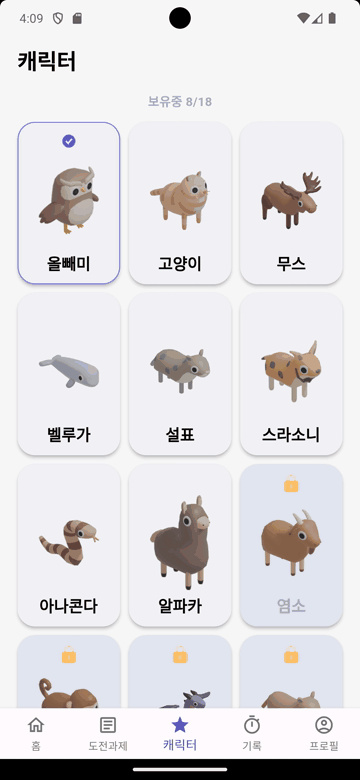 4:09
캐릭터
보유중 8/18
올빼미
고양이
무스
벨루가
설표
스라소니
아나콘다
알파카
염소
홈
도전과제
캐릭터
기록
프로필